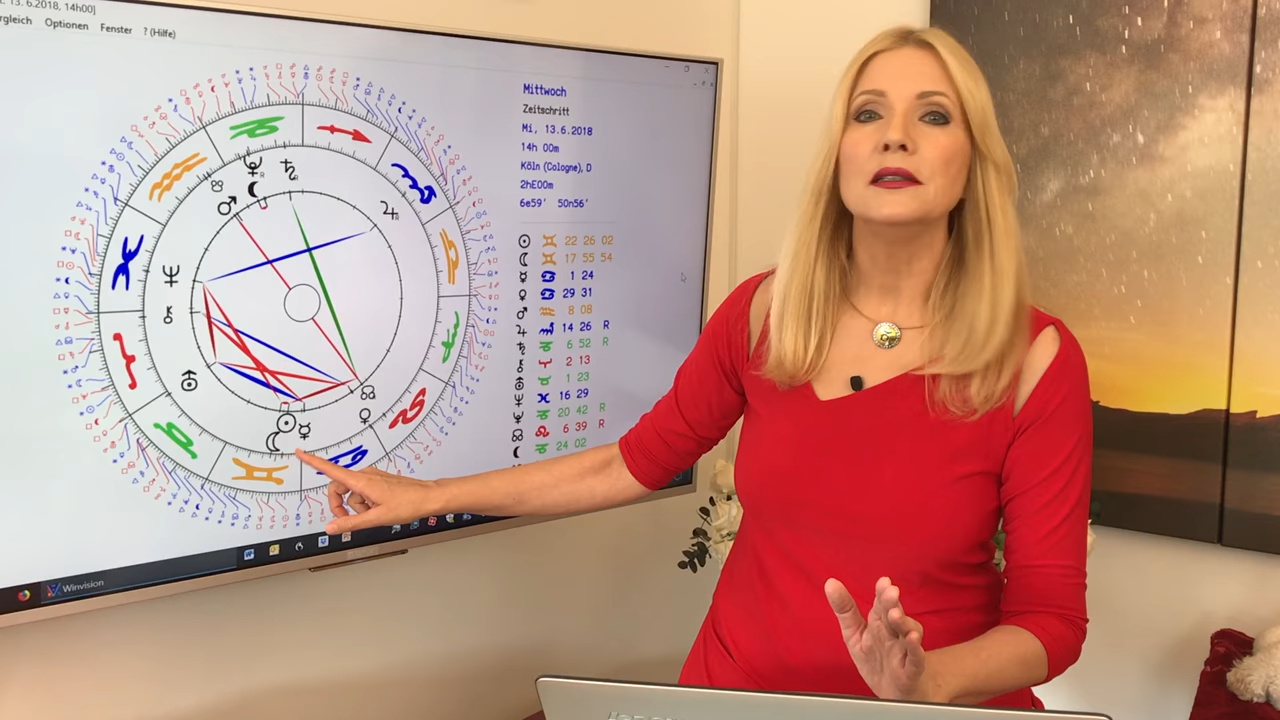 13.6.2018, 14h00]
rgleich Optionen Fenster ? (Hilfe)
Mittwoch
Zeitschritt
Mi, 13.6.2018
14h 00m
Köln (Cologne), D
2hE00m
6e59' 50n56'
22 26 02
17 55 54
1 24
29 31
8 08
14 26 R
6 52 R
2 13
1 23
16 29
20 42 R
6 39 R
24 02
Winvision